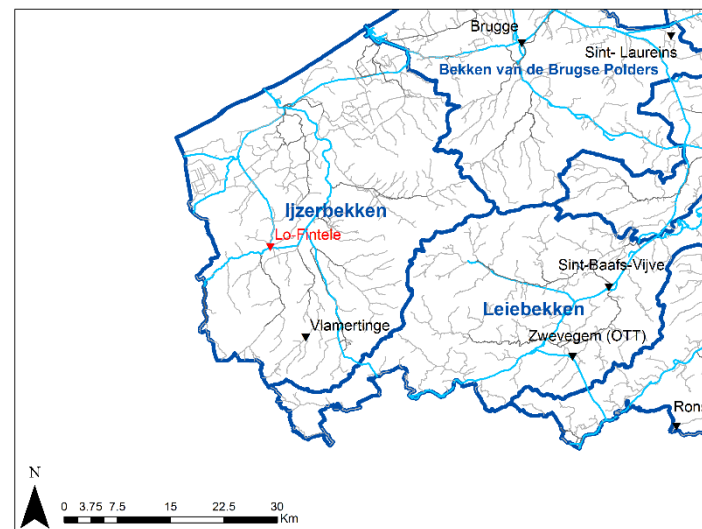 Brugge
Sint- Laureins
Bekken van de Brugse Polders
Ijzerbekken
Lo-Fintele
Sint-Baafs-Vijve
Leiebekken
Vlamertinge
Zwevegem (OTT)
Rons
N
0 3.75 7.5 15 22.5 30
Km